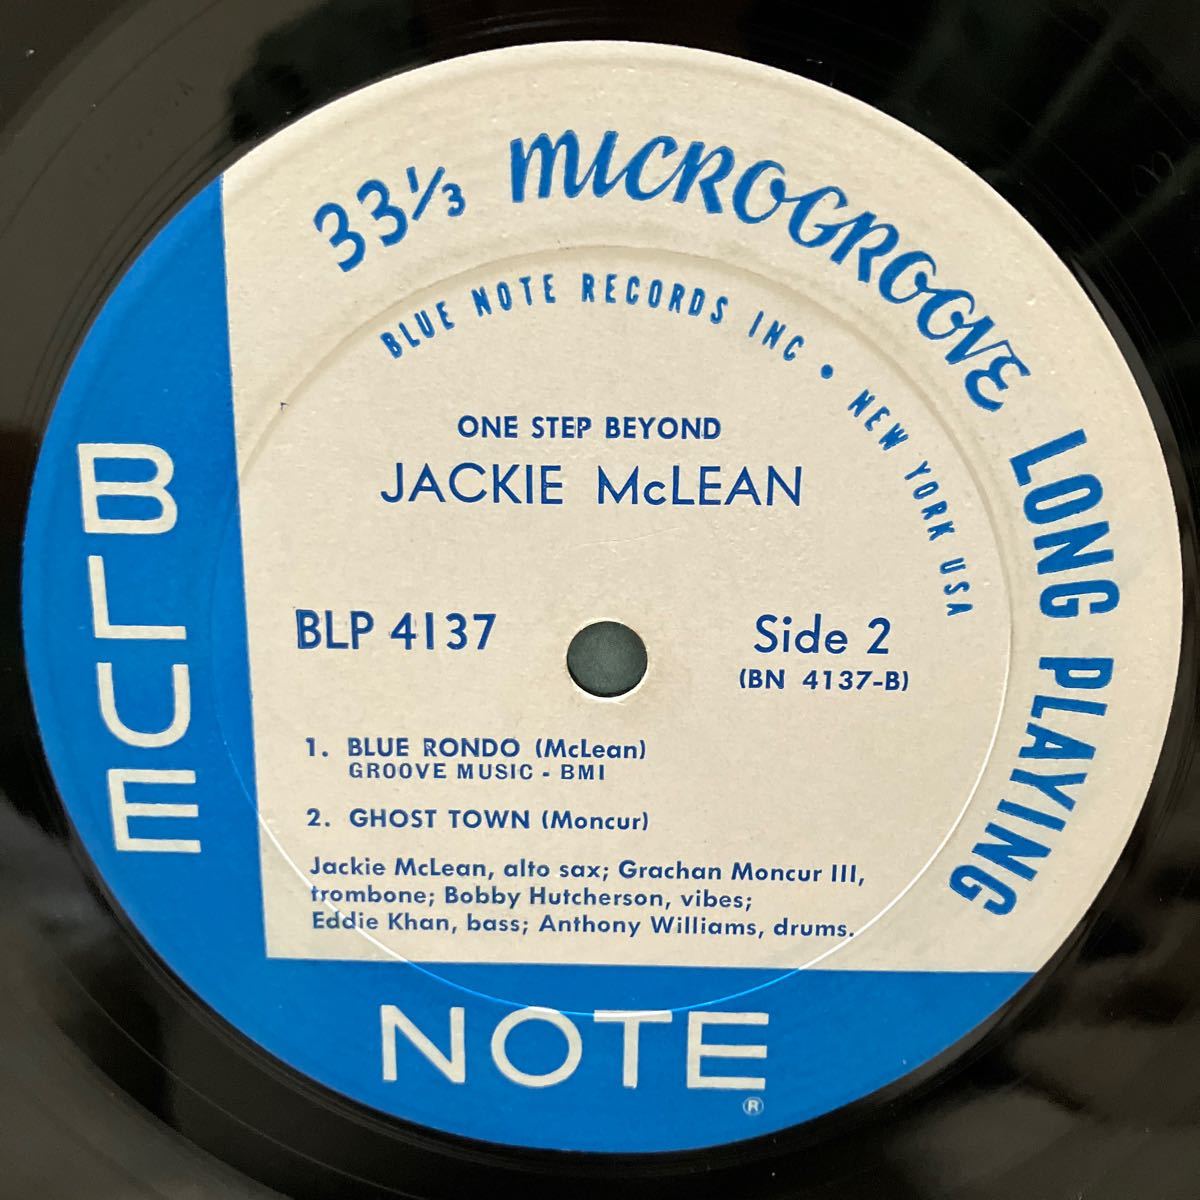 33⅓ MICROGROOVE LONG PLAYING
BLUE NOTE RECORDS INC • NEW YORK USA
ONE STEP BEYOND
JACKIE McLEAN
BLP 4137
Side 2
(BN 4137-B)
1. BLUE RONDO (McLean)
GROOVE MUSIC - BMI
2. GHOST TOWN (Moncur)
Jackie McLean, alto sax; Grachan Moncur III,
trombone; Bobby Hutcherson, vibes;
Eddie Khan, bass; Anthony Williams, drums.
BLUE
NOTE
®